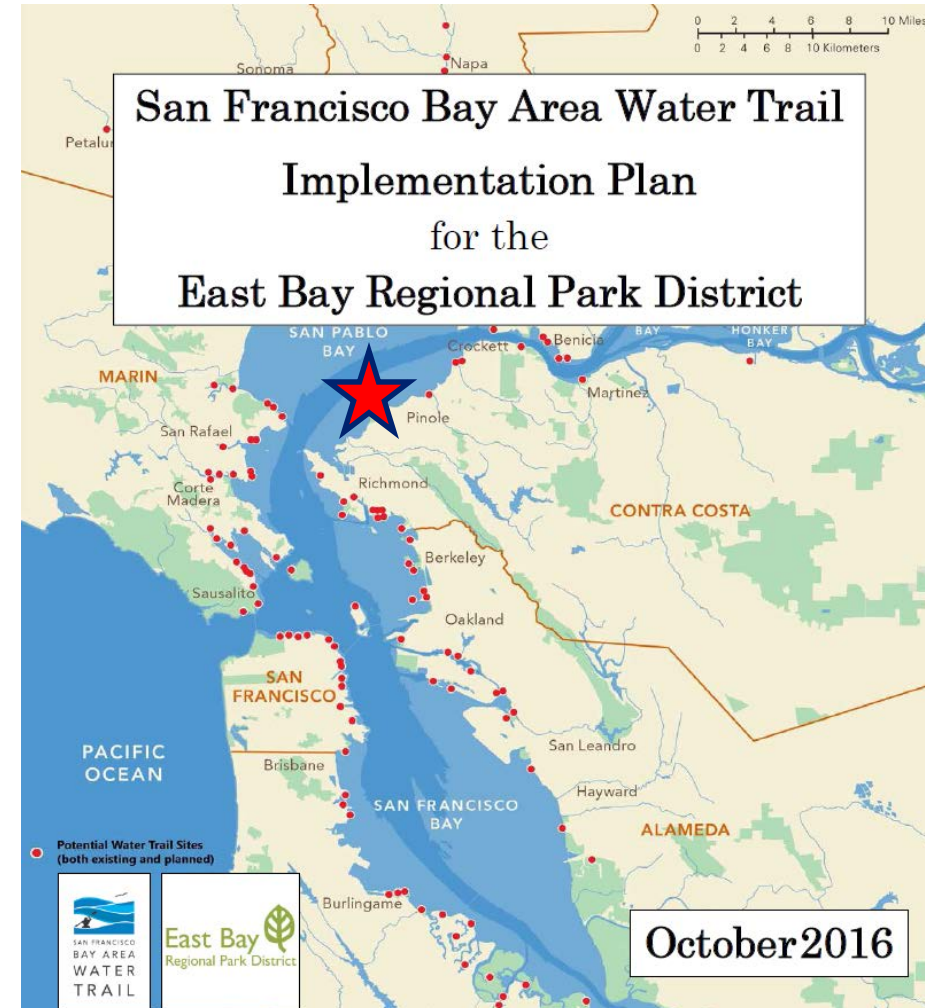 0 2 4 6 8 10 Miles
0 2 4 6 8 10 Kilometers
Sonoma
Napa
San Francisco Bay Area Water Trail
Implementation Plan
for the
East Bay Regional Park District
SAN PABLO
BAY
Crockett
Benicia
BAY
HONKER
BAY
MARIN
Martinez
Pinole
San Rafael
Richmond
Corte
Madera
CONTRA COSTA
Berkeley
Sausalito
Oakland
SAN
FRANCISCO
PACIFIC
OCEAN
San Leandro
Brisbane
Hayward
SAN FRANCISCO
BAY
ALAMEDA
Potential Water Trail Sites
(both existing and planned)
Burlingame
SAN FRANCISCO
BAY AREA
WATER
TRAIL
East Bay
Regional Park District
October 2016